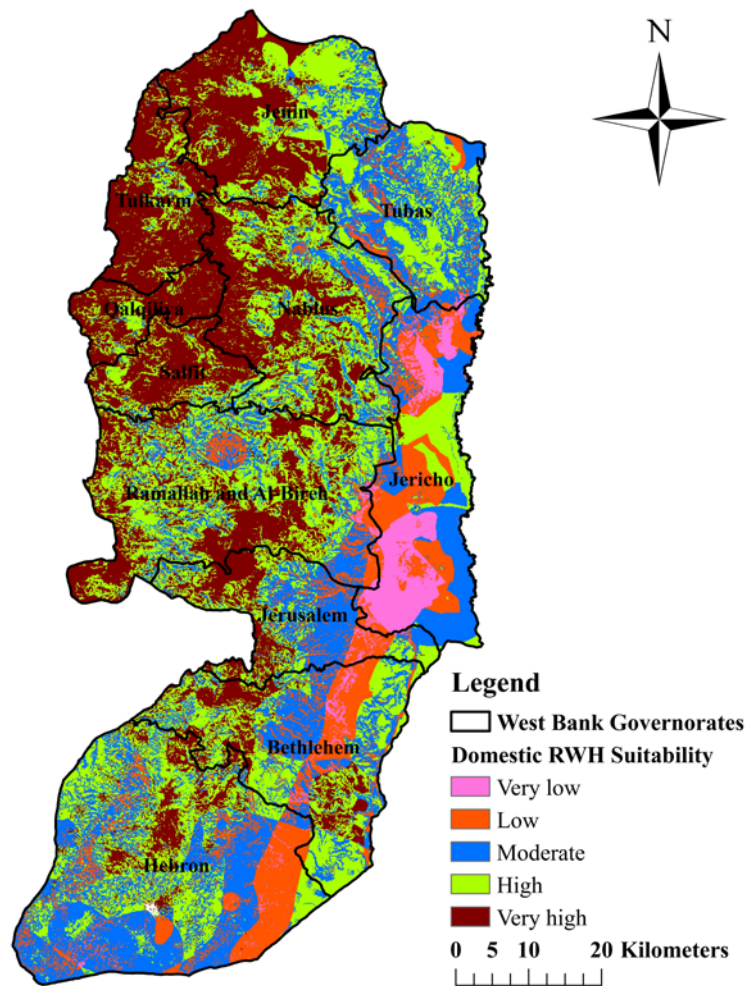 N
Jenin
Tulkarm
Tubas
Qalqiliya
Nablus
Salfit
Jericho
Ramallah and Al-Bireh
Jerusalem
Bethlehem
Hebron
Legend
West Bank Governorates
Domestic RWH Suitability
Very low
Low
Moderate
High
Very high
0 5 10 20 Kilometers